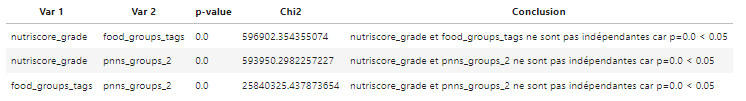 Var 1 Var 2 p-value Chi2 Conclusion
nutriscore_grade food_groups_tags 0.0 596902.354355074 nutriscore_grade et food_groups_tags ne sont pas indépendantes car p=0.0 < 0.05
nutriscore_grade pnns_groups_2 0.0 593950.2982257227 nutriscore_grade et pnns_groups_2 ne sont pas indépendantes car p=0.0 < 0.05
food_groups_tags pnns_groups_2 0.0 25840325.437873654 nutriscore_grade et pnns_groups_2 ne sont pas indépendantes car p=0.0 < 0.05